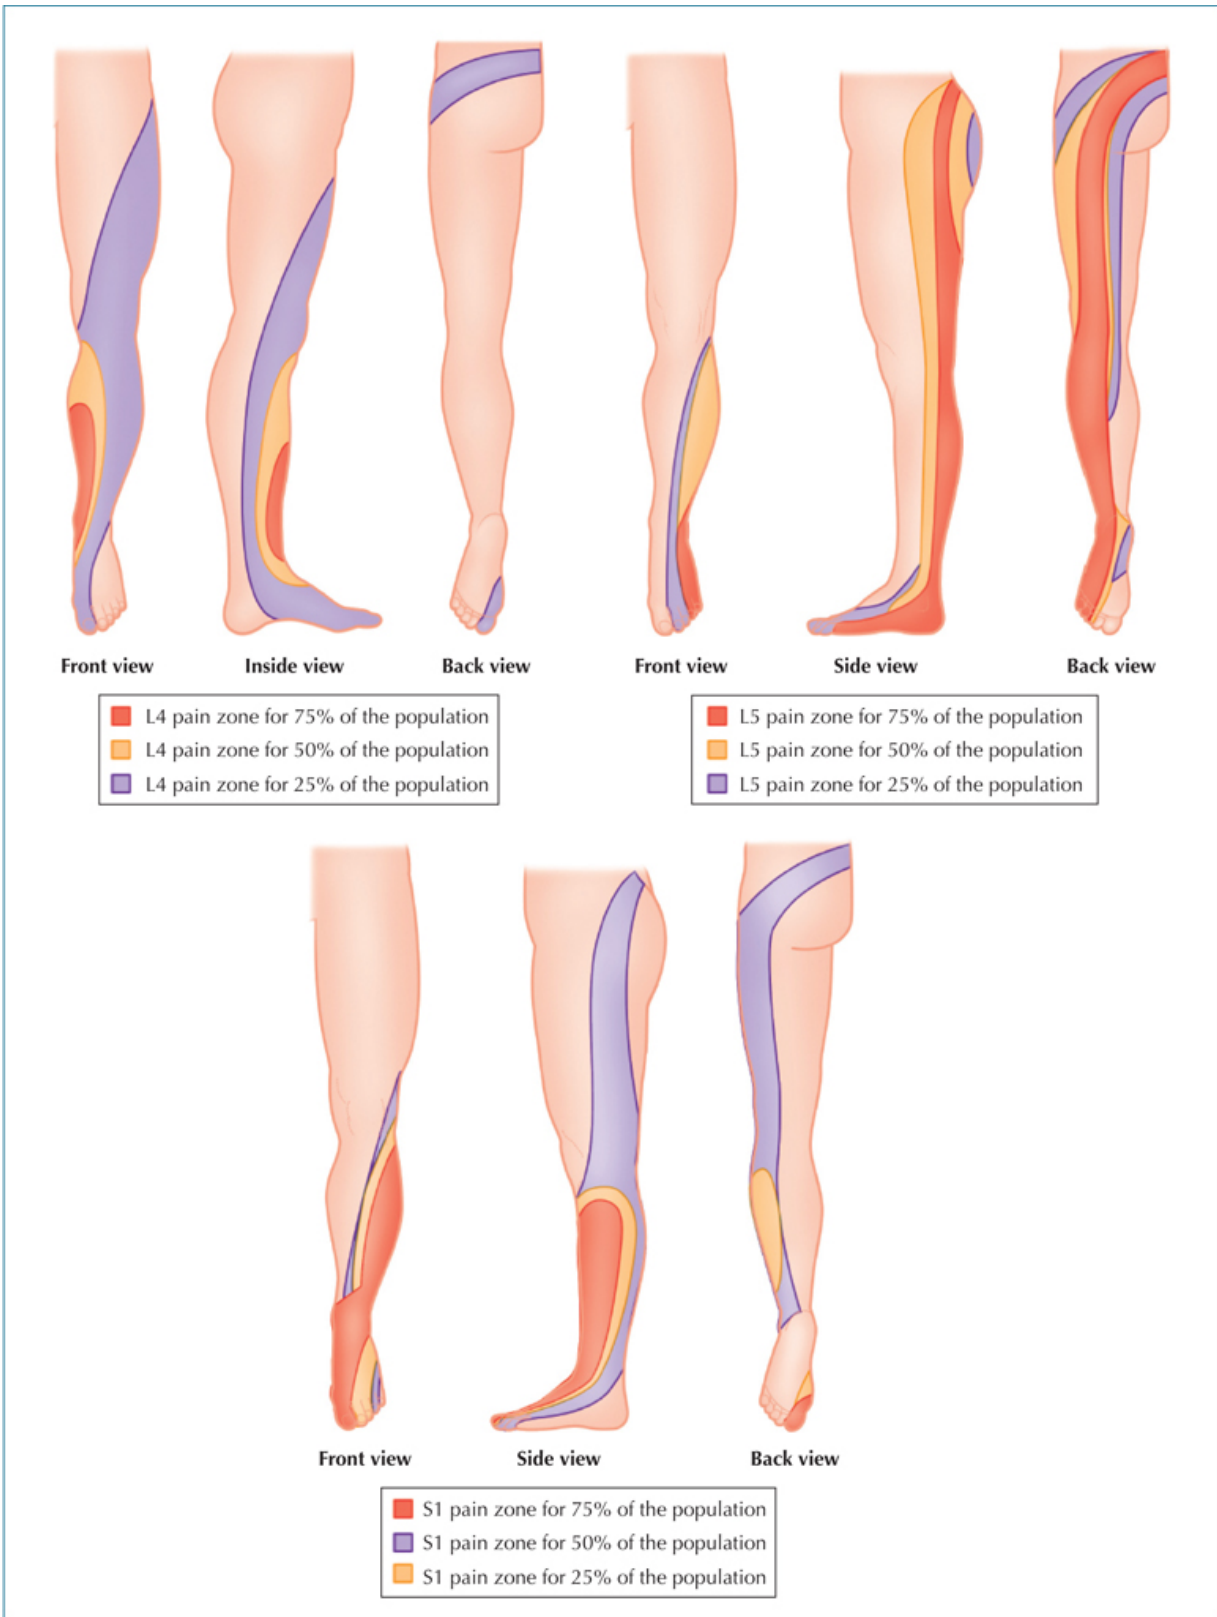 Front view
Inside view
Back view
Front view
Side view
Back view
L4 pain zone for 75% of the population
L4 pain zone for 50% of the population
L4 pain zone for 25% of the population
L5 pain zone for 75% of the population
L5 pain zone for 50% of the population
L5 pain zone for 25% of the population
Front view
Side view
Back view
S1 pain zone for 75% of the population
S1 pain zone for 50% of the population
S1 pain zone for 25% of the population